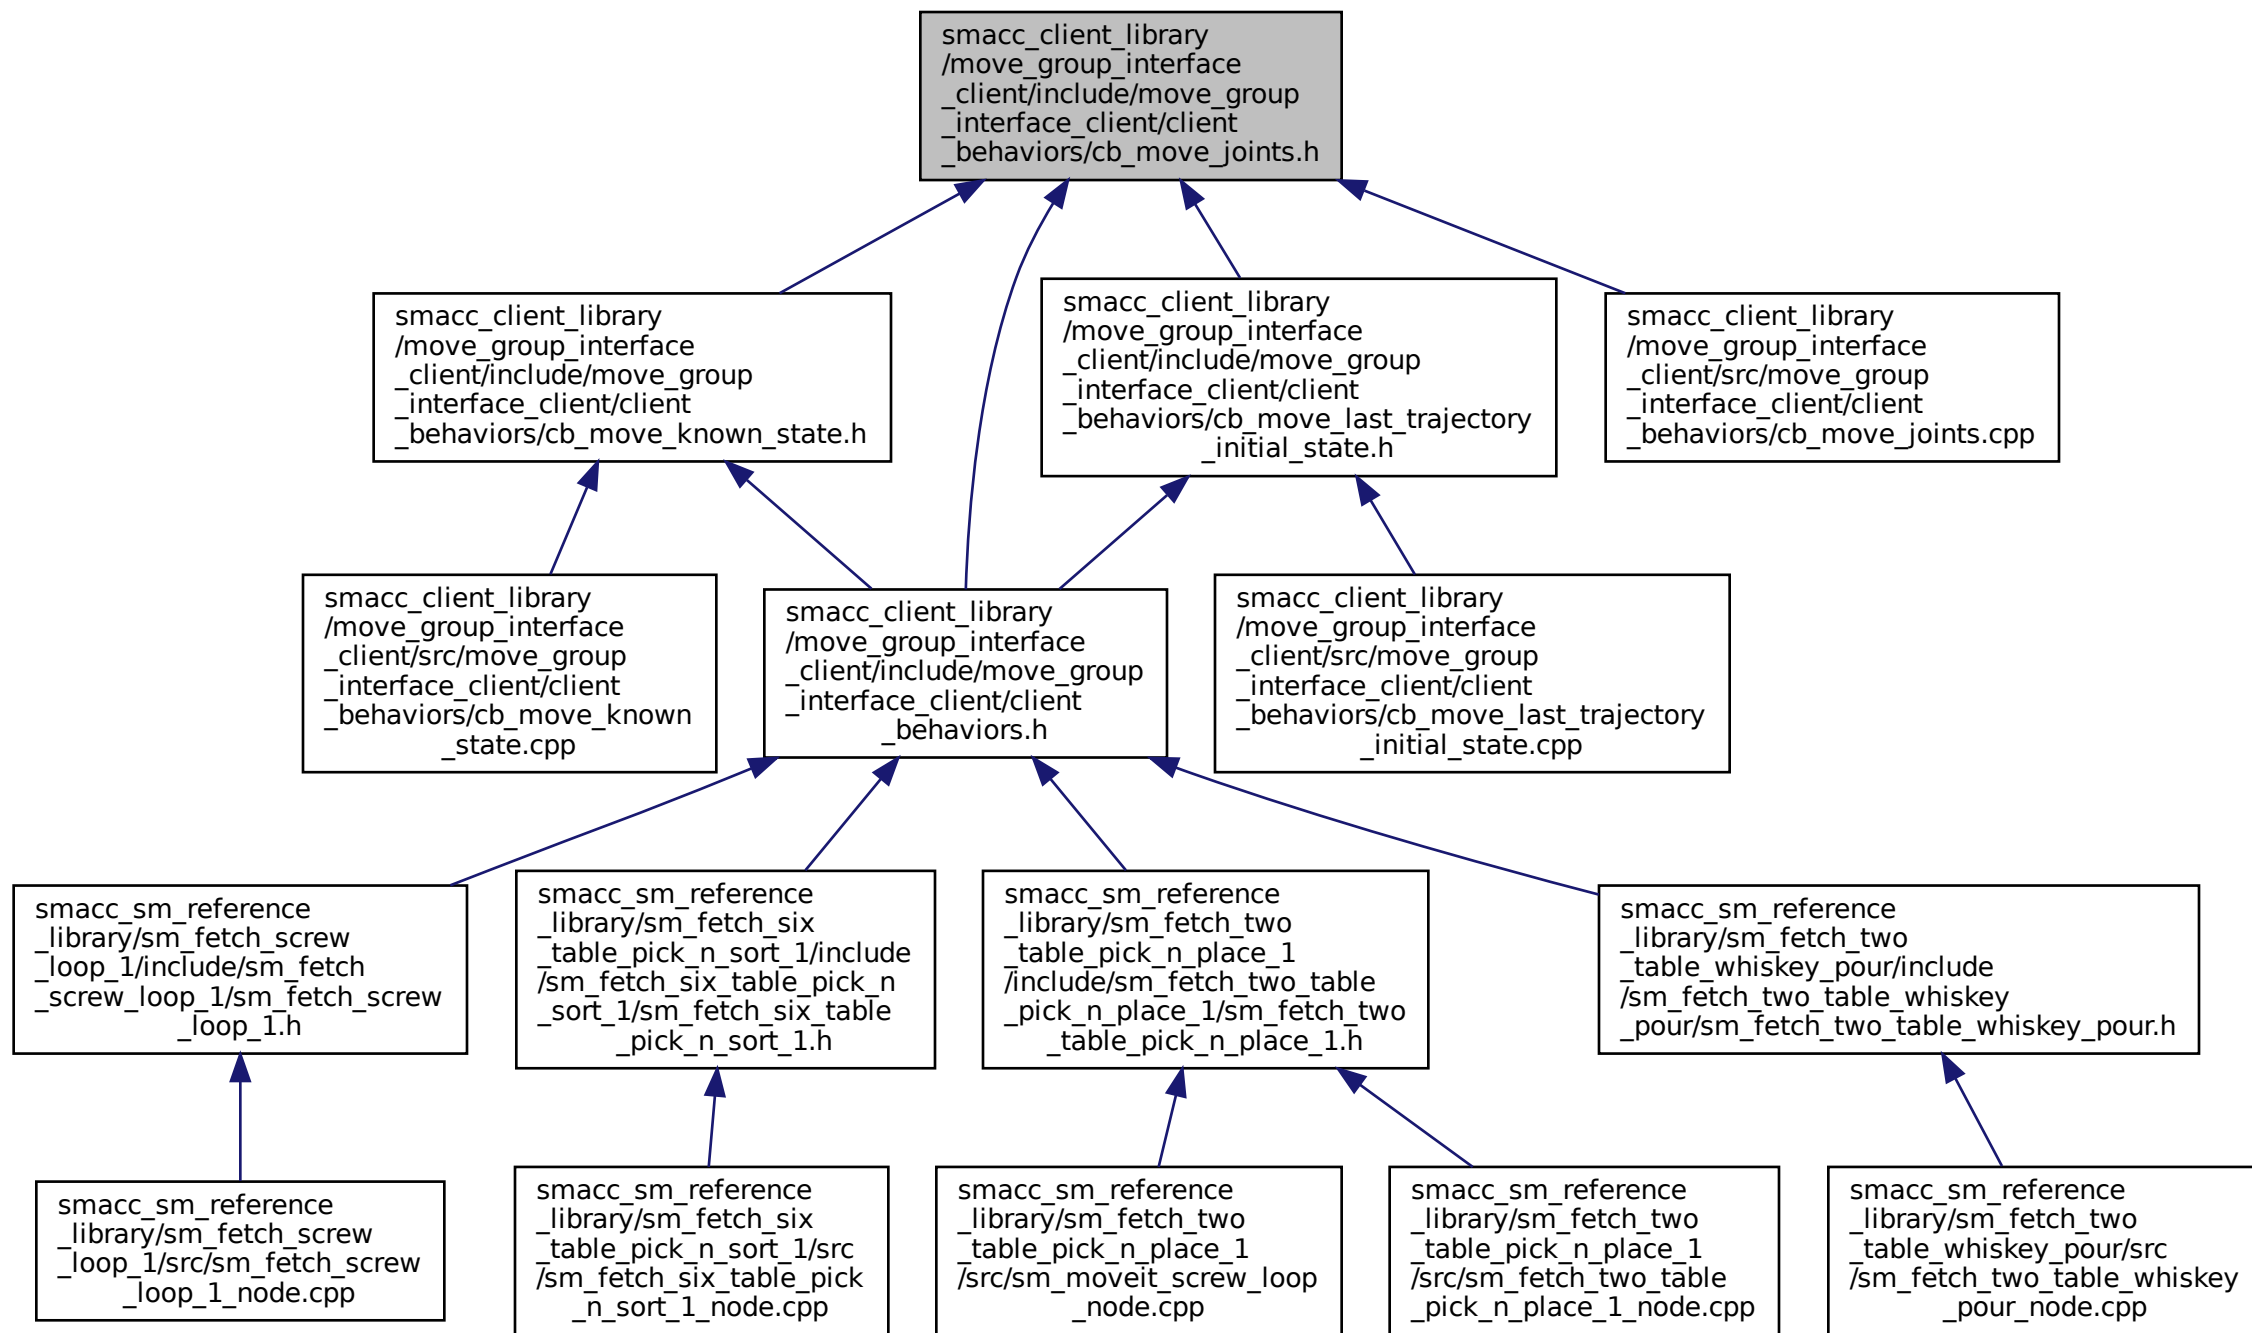 smacc_client_library
/move_group_interface
_client/include/move_group
_interface_client/client
_behaviors/cb_move_joints.h
smacc_client_library
/move_group_interface
_client/include/move_group
_interface_client/client
_behaviors/cb_move_known_state.h
smacc_client_library
/move_group_interface
_client/include/move_group
_interface_client/client
_behaviors/cb_move_last_trajectory
_initial_state.h
smacc_client_library
/move_group_interface
_client/src/move_group
_interface_client/client
_behaviors/cb_move_joints.cpp
smacc_client_library
/move_group_interface
_client/src/move_group
_interface_client/client
_behaviors/cb_move_known
_state.cpp
smacc_client_library
/move_group_interface
_client/include/move_group
_interface_client/client
_behaviors.h
smacc_client_library
/move_group_interface
_client/src/move_group
_interface_client/client
_behaviors/cb_move_last_trajectory
_initial_state.cpp
smacc_sm_reference
_library/sm_fetch_screw
_loop_1/include/sm_fetch
_screw_loop_1/sm_fetch_screw
_loop_1.h
smacc_sm_reference
_library/sm_fetch_six
_table_pick_n_sort_1/include
/sm_fetch_six_table_pick_n
_sort_1/sm_fetch_six_table
_pick_n_sort_1.h
smacc_sm_reference
_library/sm_fetch_two
_table_pick_n_place_1
/include/sm_fetch_two_table
_pick_n_place_1/sm_fetch_two
_table_pick_n_place_1.h
smacc_sm_reference
_library/sm_fetch_two
_table_whiskey_pour/include
/sm_fetch_two_table_whiskey
_pour/sm_fetch_two_table_whiskey_pour.h
smacc_sm_reference
_library/sm_fetch_screw
_loop_1/src/sm_fetch_screw
_loop_1_node.cpp
smacc_sm_reference
_library/sm_fetch_six
_table_pick_n_sort_1/src
/sm_fetch_six_table_pick
_n_sort_1_node.cpp
smacc_sm_reference
_library/sm_fetch_two
_table_pick_n_place_1
/src/sm_moveit_screw_loop
_node.cpp
smacc_sm_reference
_library/sm_fetch_two
_table_pick_n_place_1
/src/sm_fetch_two_table
_pick_n_place_1_node.cpp
smacc_sm_reference
_library/sm_fetch_two
_table_whiskey_pour/src
/sm_fetch_two_table_whiskey
_pour_node.cpp